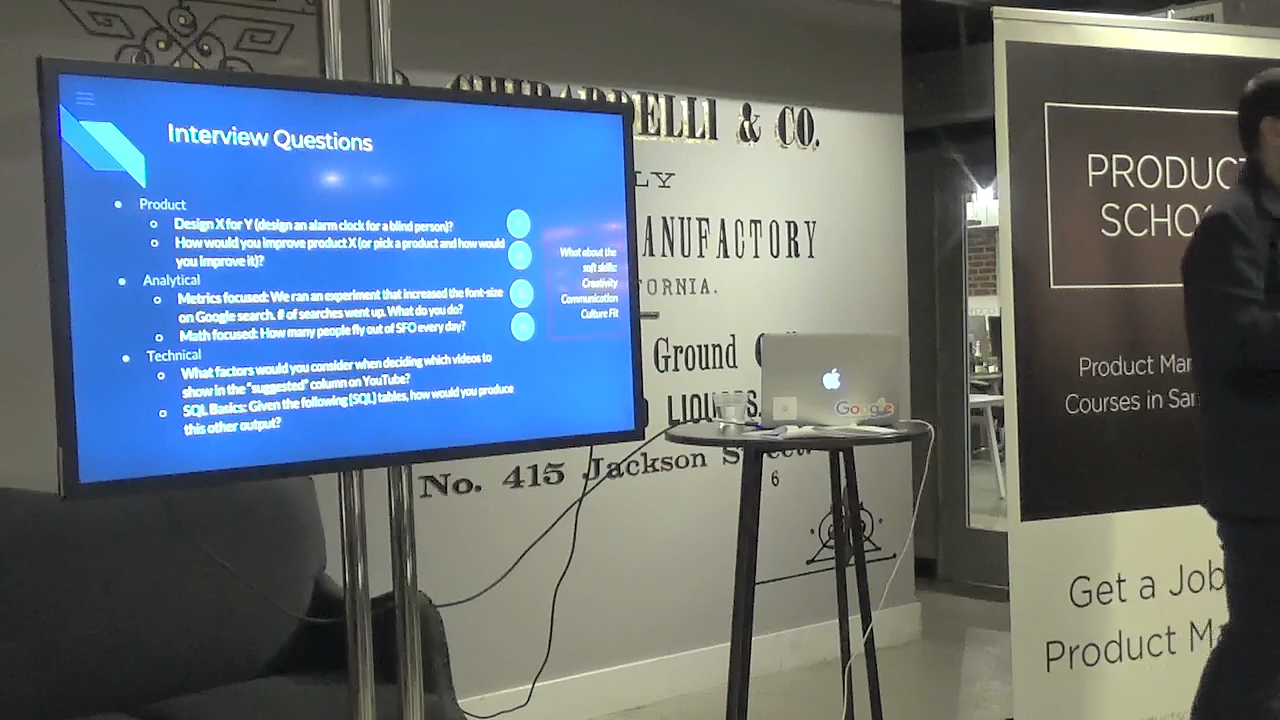 Interview Questions
Product
Design X for Y (design an alarm clock for a blind person)?
How would you improve product X (or pick a product and how would
you improve it)?
Analytical
Metrics focused: We ran an experiment that increased the font-size
on Google search. # of searches went up. What do you do?
Math focused: How many people fly out of SFO every day?
Technical
What factors would you consider when deciding which videos to
show in the "suggested" column on YouTube?
SQL Basics: Given the following (SQL) tables, how would you produce
this other output?
What about the
soft skills:
Creativity
Communication
Culture Fit
& CO.
LY
ANUFACTORY
FORNIA.
Ground
No. 415 Jackson
6
Google
PRODUCT
SCHO
Product Man
Courses in San
Get a Job
Product Ma